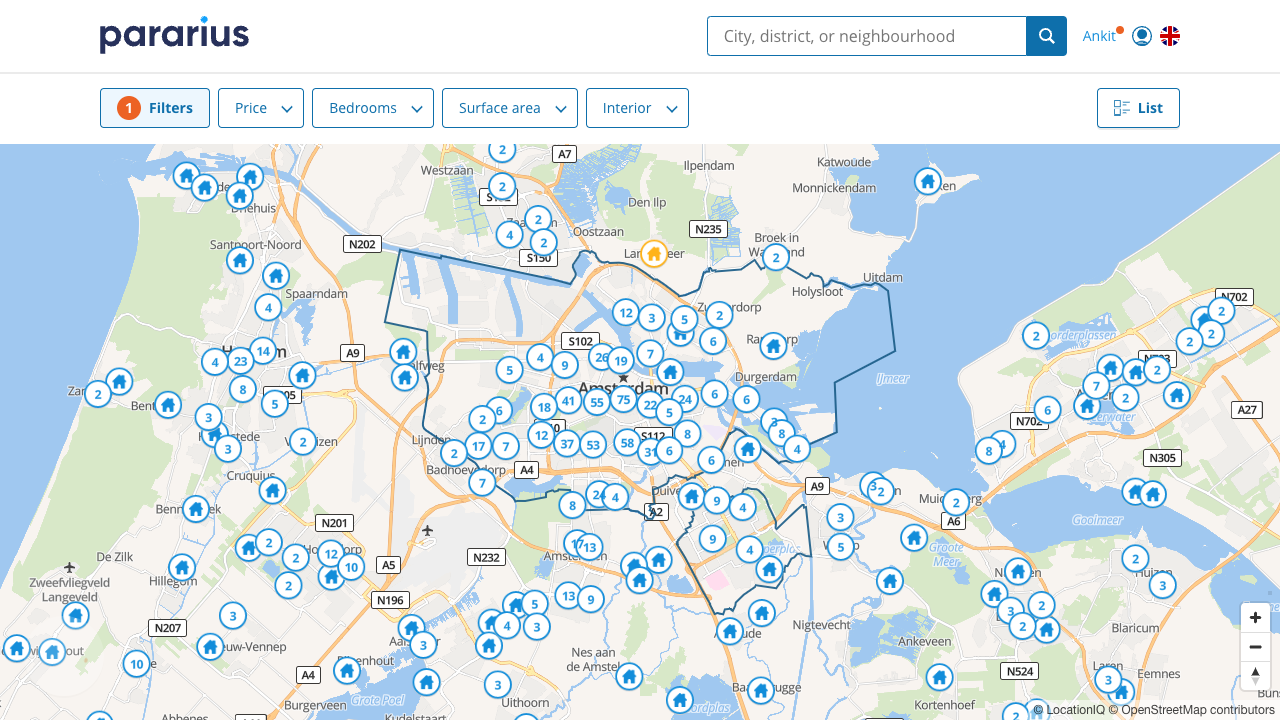 pararius
City, district, or neighbourhood
Ankit
1 Filters
Price
Bedrooms
Surface area
Interior
List
2
A7
Ilpendam
Katwoude
Westzaan
Monnickendam
2
Den Ilp
2
N235
4
Oostzaan
2
Broek in
N202
Santpoort-Noord
S150
2
Uitdam
Holysloot
Spaarndam
4
12
3
5
2
N702
2
2
S102
6
2
2
A9
14
4
23
4
9
26
19
7
5
2
Durgerdam
IJmeer
8
7
2
2
5
6
6
24
Amsterdam
18
41
55
75
22
5
6
A27
3
6
2
N702
3
8
4
Lijnden
12
37
53
58
S112
8
4
8
3
2
17
7
2
31
6
6
N305
Badhoevedorp
A4
Cruquius
7
A9
3
2
24
4
8
9
4
2
A6
Gooimeer
N201
A2
3
2
2
12
10
N232
17
13
9
4
5
Grote
Meer
2
De Zilk
A5
Zweefvliegveld
Langeveld
Hillegom
2
3
N196
13
9
5
3
2
3
2
3
N207
4
3
Nigtevecht
Blaricum
3
Ankeveen
10
A4
Nes aan
de Amstel
N524
Laren
3
Eemnes
3
Grote Poel
Uithoorn
Kortenhoef
Kudelstaart
2
© LocationIQ © OpenStreetMap contributors